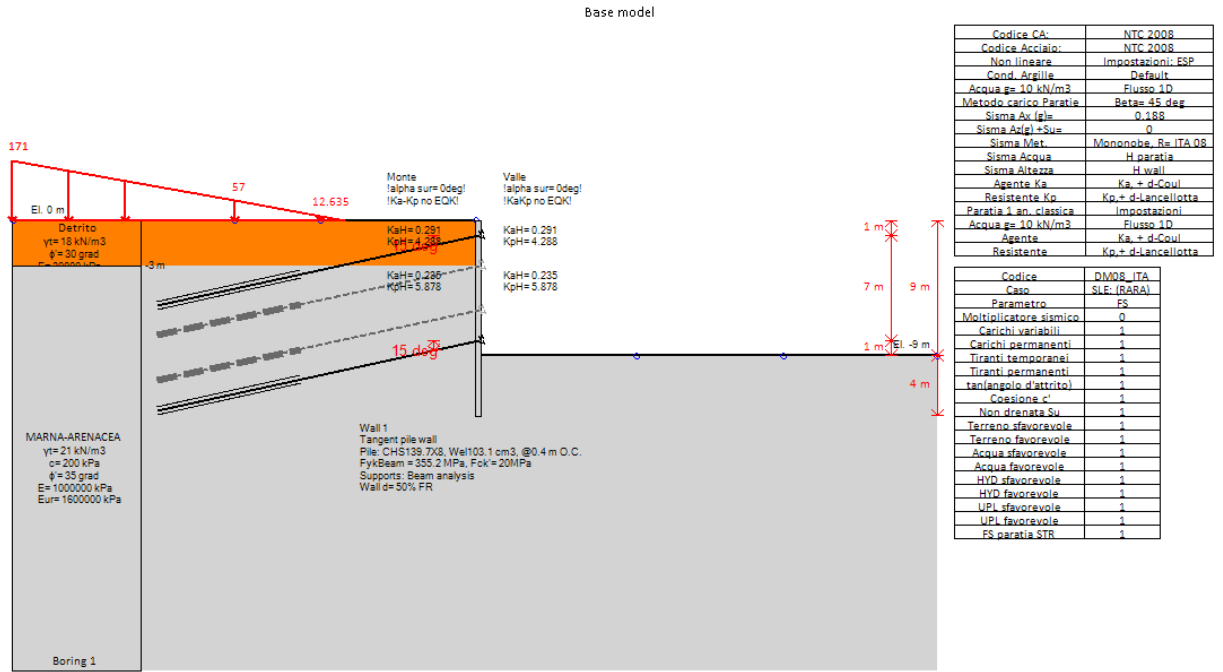 Base model
Codice CA: NTC 2008
Codice Acciaio: NTC 2008
Non lineare Impostazioni: ESP
Cond. Argille Default
Acqua g= 10 kN/m3 Flusso 1D
Metodo carico Paratie Beta= 45 deg
Sisma Ax (g)= 0.188
Sisma Az(g) +Su= 0
Sisma Met. Mononobe, R= ITA 08
Sisma Acqua H paratia
Sisma Altezza H wall
Agente Ka Ka, + d-Coul
Resistente Kp Kp,+ d-Lancellotta
Paratia 1 an. classica Impostazioni
Acqua g= 10 kN/m3 Flusso 1D
Agente Ka, + d-Coul
Resistente Kp,+ d-Lancellotta
Codice DM08_ITA
Caso SLE: (RARA)
Parametro FS
Moltiplicatore sismico 0
Carichi variabili 1
Carichi permanenti 1
Tiranti temporanei 1
Tiranti permanenti 1
tan(angolo d'attrito) 1
Coesione c' 1
Non drenata Su 1
Terreno sfavorevole 1
Terreno favorevole 1
Acqua sfavorevole 1
Acqua favorevole 1
HYD sfavorevole 1
HYD favorevole 1
UPL sfavorevole 1
UPL favorevole 1
FS paratia STR 1
171
57
12.635
El. 0 m
Monte
!alpha sur= 0deg!
!Ka-Kp no EQK!
Valle
!alpha sur= 0deg!
!KaKp no EQK!
Detrito
γt= 18 kN/m3
ϕ'= 30 grad
E= 20000 kPa
-3 m
KaH= 0.291
KpH= 4.288
15 deg
KaH= 0.291
KpH= 4.288
KaH= 0.235
KpH= 5.878
KaH= 0.235
KpH= 5.878
15 deg
1 m
7 m
9 m
1 m
El. -9 m
4 m
MARNA-ARENACEA
γt= 21 kN/m3
c= 200 kPa
ϕ'= 35 grad
E= 1000000 kPa
Eur= 1600000 kPa
Wall 1
Tangent pile wall
Pile: CHS139.7X8, Wel103.1 cm3, @0.4 m O.C.
FykBeam = 355.2 MPa, Fck'= 20MPa
Supports: Beam analysis
Wall d= 50% FR
Boring 1